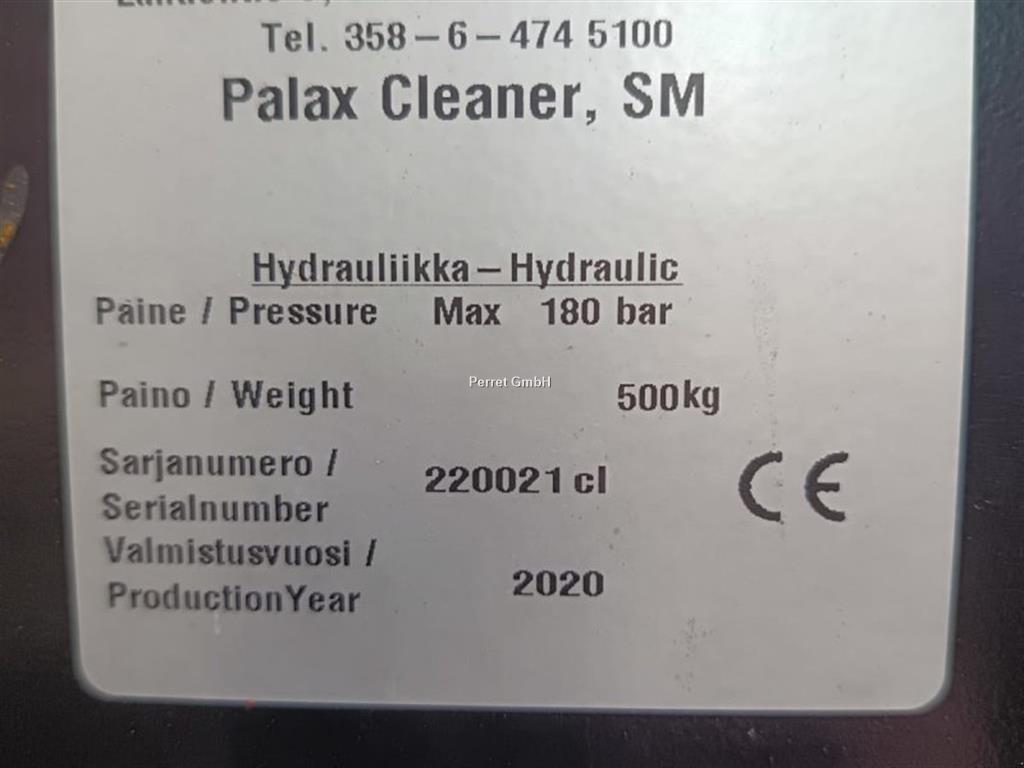 Tel. 358-6-474 5100
Palax Cleaner, SM
Hydrauliikka – Hydraulic
Paine / Pressure Max 180 bar
Perret GmbH
Paino / Weight 500kg
Sarjanumero /
Serialnumber 220021 cl
CE
Valmistusvuosi /
ProductionYear 2020